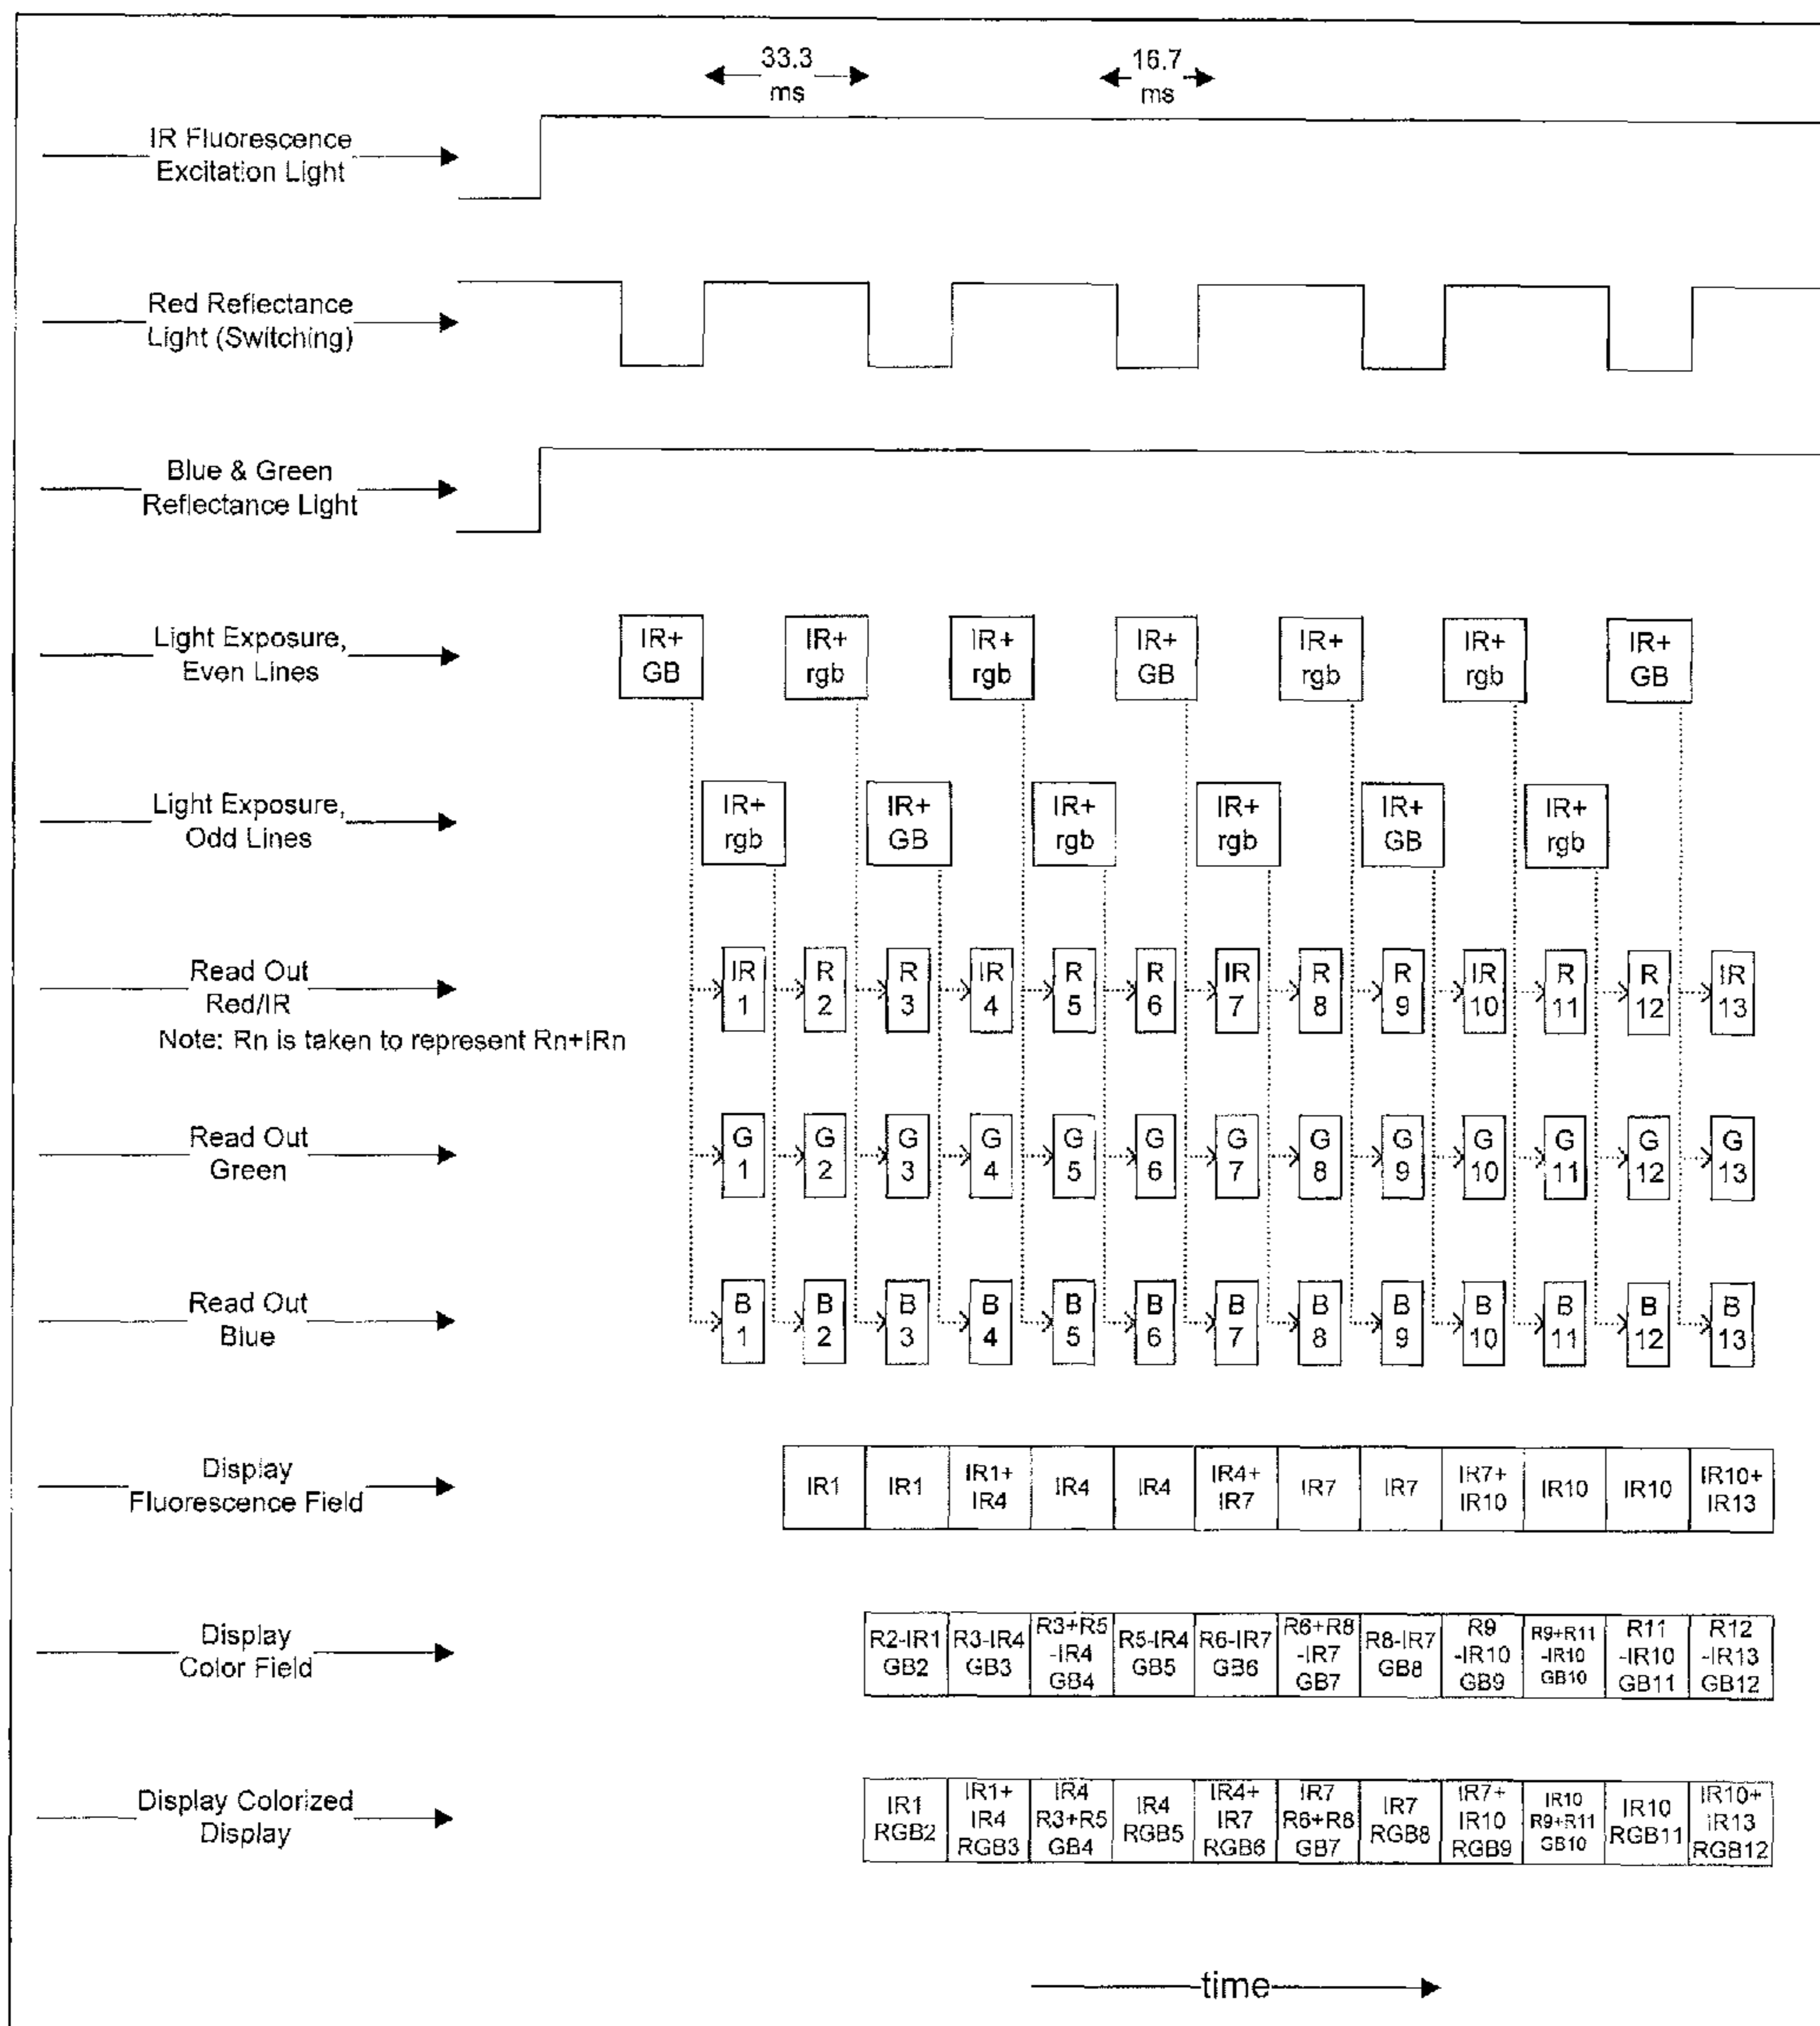 33.3
ms
16.7
ms
IR Fluorescence
Excitation Light
Red Reflectance
Light (Switching)
Blue & Green
Reflectance Light
Light Exposure,
Even Lines
IR+
GB
IR+
rgb
IR+
rgb
IR+
GB
IR+
rgb
IR+
rgb
IR+
GB
Light Exposure,
Odd Lines
IR+
rgb
IR+
GB
IR+
rgb
IR+
rgb
IR+
GB
IR+
rgb
Read Out
Red/IR
IR
1
R
2
R
3
IR
4
R
5
R
6
IR
7
R
8
R
9
IR
10
R
11
R
12
IR
13
Note: Rn is taken to represent Rn+IRn
Read Out
Green
G
1
G
2
G
3
G
4
G
5
G
6
G
7
G
8
G
9
G
10
G
11
G
12
G
13
Read Out
Blue
B
1
B
2
B
3
B
4
B
5
B
6
B
7
B
8
B
9
B
10
B
11
B
12
B
13
Display
Fluorescence Field
IR1
IR1
IR1+
IR4
IR4
IR4
IR4+
IR7
IR7
IR7
IR7+
IR10
IR10
IR10
IR10+
IR13
Display
Color Field
R2-IR1
GB2
R3-IR4
GB3
R3+R5
-IR4
GB4
R5-IR4
GB5
R6-IR7
GB6
R6+R8
-IR7
GB7
R8-IR7
GB8
R9
-IR10
GB9
R9+R11
-IR10
GB10
R11
-IR10
GB11
R12
-IR13
GB12
Display Colorized
Display
IR1
RGB2
IR1+
IR4
RGB3
IR4
R3+R5
GB4
IR4
RGB5
IR4+
IR7
RGB6
IR7
R6+R8
GB7
IR7
RGB8
IR7+
IR10
RGB9
IR10
R9+R11
GB10
IR10
RGB11
IR10+
IR13
RGB12
time